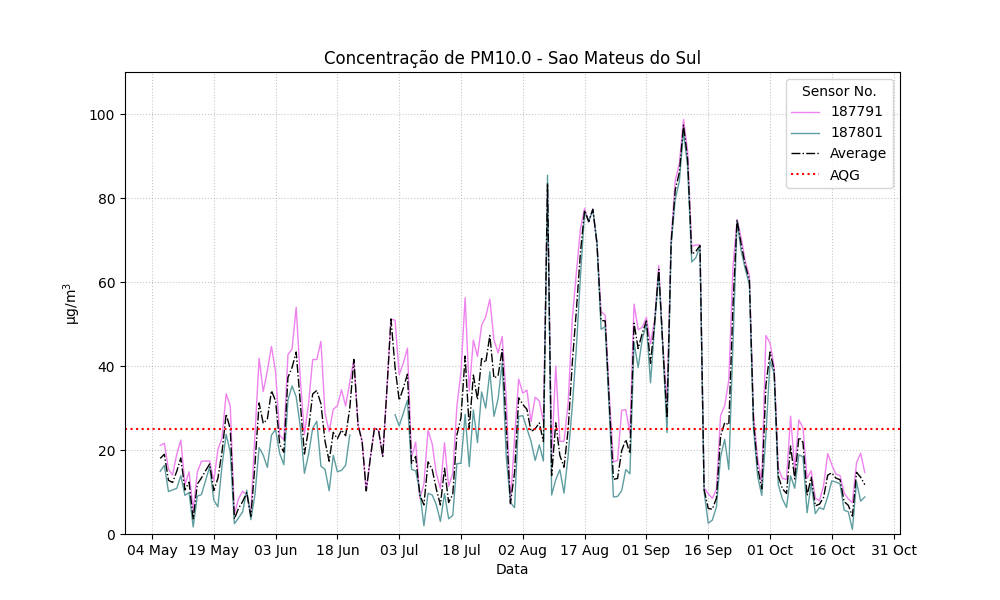 Concentração de PM10.0 - Sao Mateus do Sul
Sensor No.
187791
187801
Average
AQG
100
80
60
40
20
0
µg/m³
04 May 19 May 03 Jun 18 Jun 03 Jul 18 Jul 02 Aug 17 Aug 01 Sep 16 Sep 01 Oct 16 Oct 31 Oct
Data